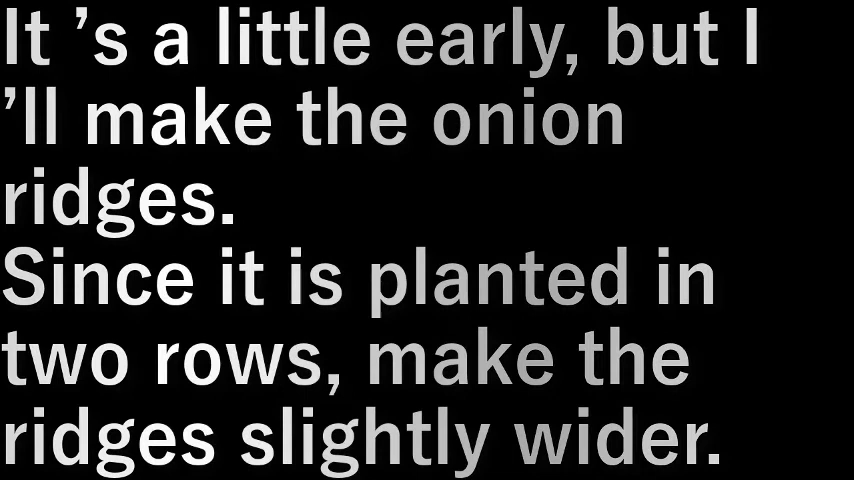 It ’s a little early, but I
’ll make the onion
ridges.
Since it is planted in
two rows, make the
ridges slightly wider.